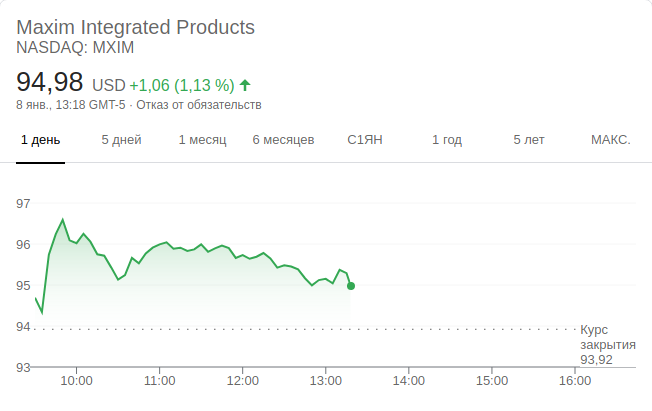 Maxim Integrated Products
NASDAQ: MXIM
94,98 USD +1,06 (1,13 %)
8 янв., 13:18 GMT-5 · Отказ от обязательств
1 день 5 дней 1 месяц 6 месяцев С1ЯН 1 год 5 лет МАКС.
97
96
95
94
Курс
закрытия
93,92
93
10:00 11:00 12:00 13:00 14:00 15:00 16:00